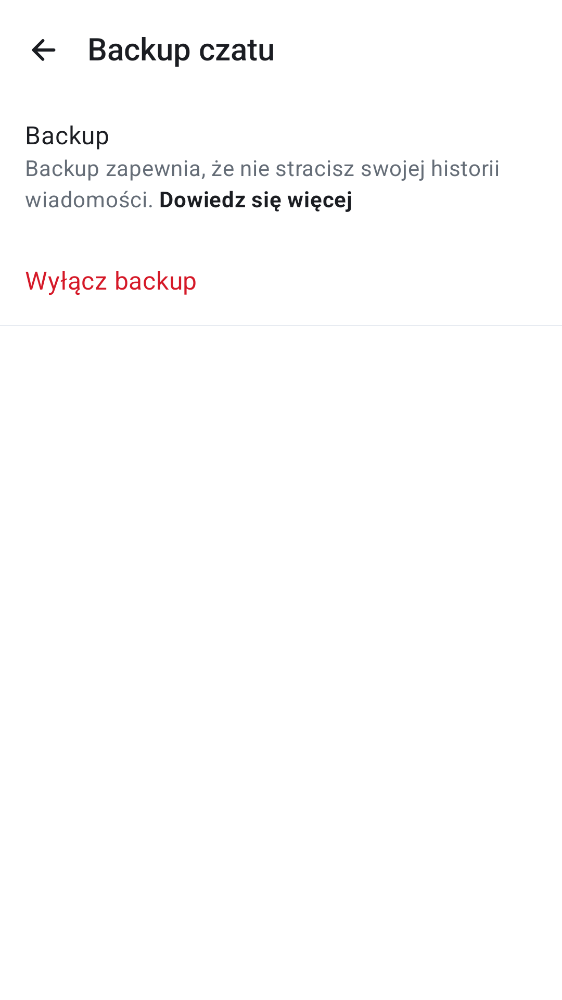 Backup czatu
Backup
Backup zapewnia, że nie stracisz swojej historii
wiadomości. Dowiedz się więcej
Wyłącz backup